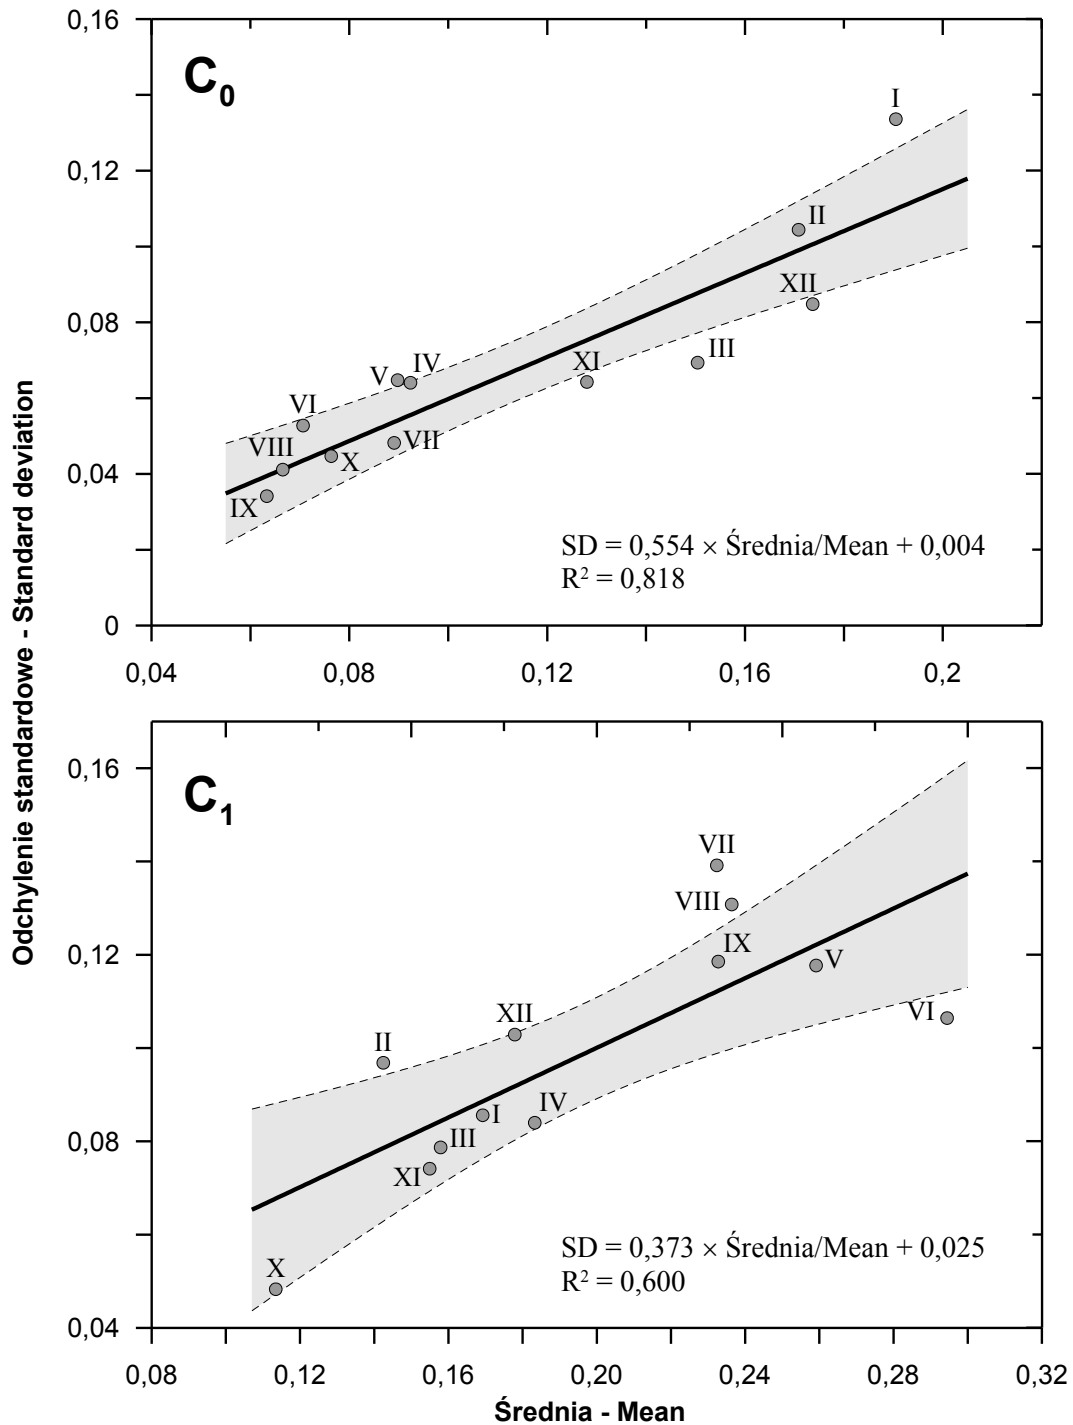 Odchylenie standardowe - Standard deviation
C₀
0,16
0,12
0,08
0,04
0
I
II
XII
III
XI
IV
V
VI
VII
VIII
X
IX
SD = 0,554 × Średnia/Mean + 0,004
R² = 0,818
0,04 0,08 0,12 0,16 0,2
C₁
0,16
0,12
0,08
0,04
VII
VIII
IX
V
VI
XII
II
IV
I
III
XI
X
SD = 0,373 × Średnia/Mean + 0,025
R² = 0,600
0,08 0,12 0,16 0,20 0,24 0,28 0,32
Średnia - Mean